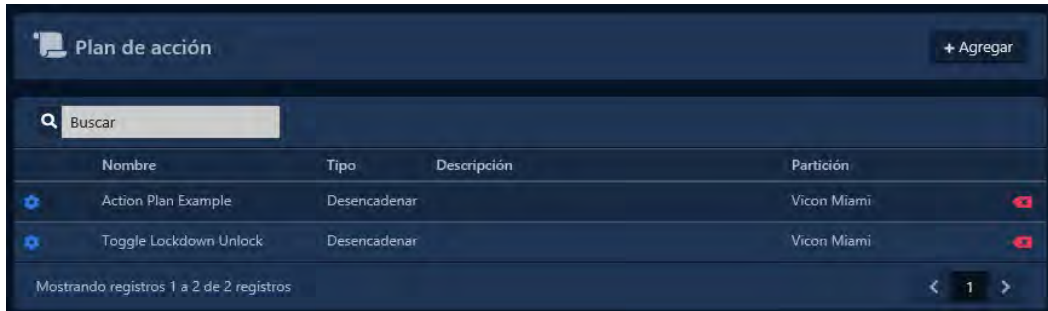 Plan de acción
+ Agregar
Buscar
Nombre Tipo Descripción Partición
Action Plan Example Desencadenar Vicon Miami
Toggle Lockdown Unlock Desencadenar Vicon Miami
Mostrando registros 1 a 2 de 2 registros
< 1 >